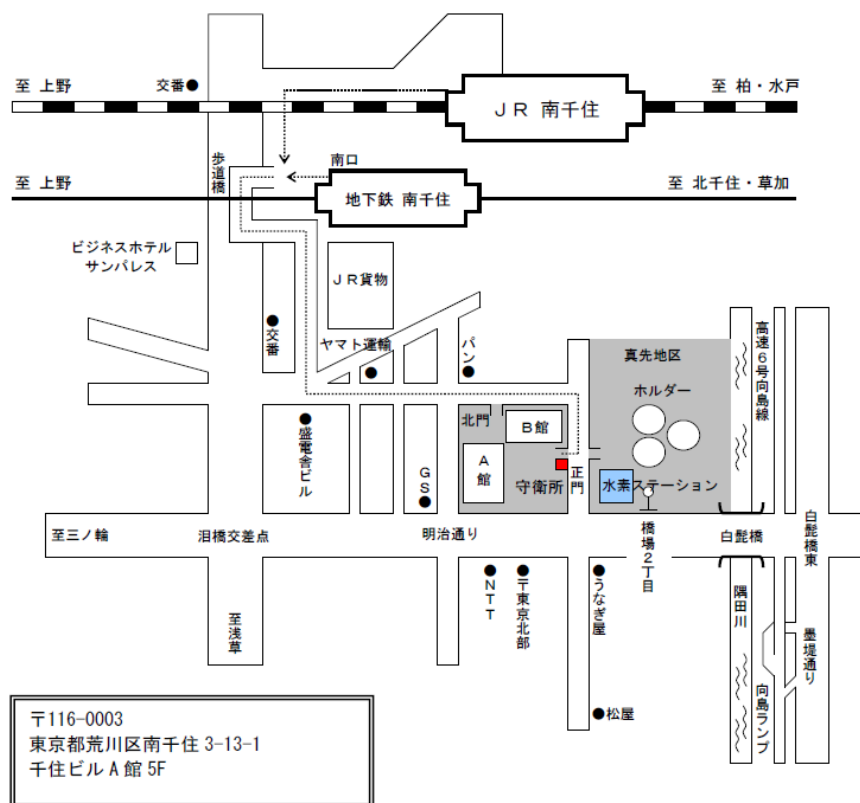 至 上野
交番●
JR 南千住
至 柏・水戸
歩道橋
南口
至 上野
地下鉄 南千住
至 北千住・草加
ビジネスホテル
サンパレス
JR貨物
●交番
ヤマト運輸
●
パン●
真先地区
ホルダー
高速6号向島線
北門
B館
A館
守衛所
正門
水素ステーション
●盛電舎ビル
GS●
至三ノ輪
泪橋交差点
明治通り
橋場2丁目
白髭橋
白髭橋東
至浅草
●NTT
●〒東京北部
●うなぎ屋
隅田川
墨堤通り
向島ランプ
●松屋
〒116-0003
東京都荒川区南千住 3-13-1
千住ビル A 館 5F